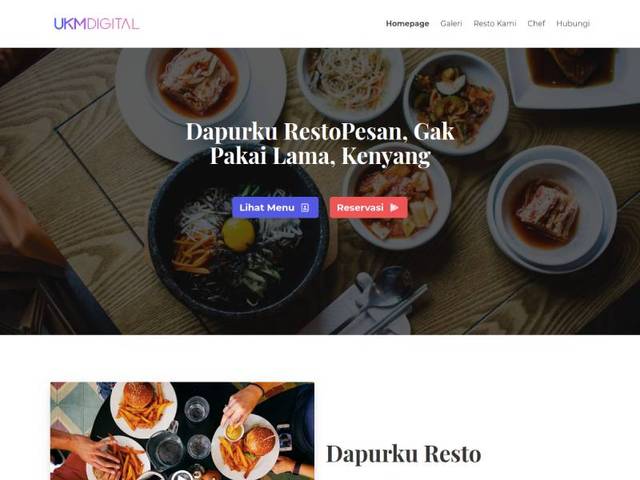 UKMDIGITAL
Homepage Galeri Resto Kami Chef Hubungi
Dapurku RestoPesan, Gak
Pakai Lama, Kenyang
Lihat Menu
Reservasi
Dapurku Resto